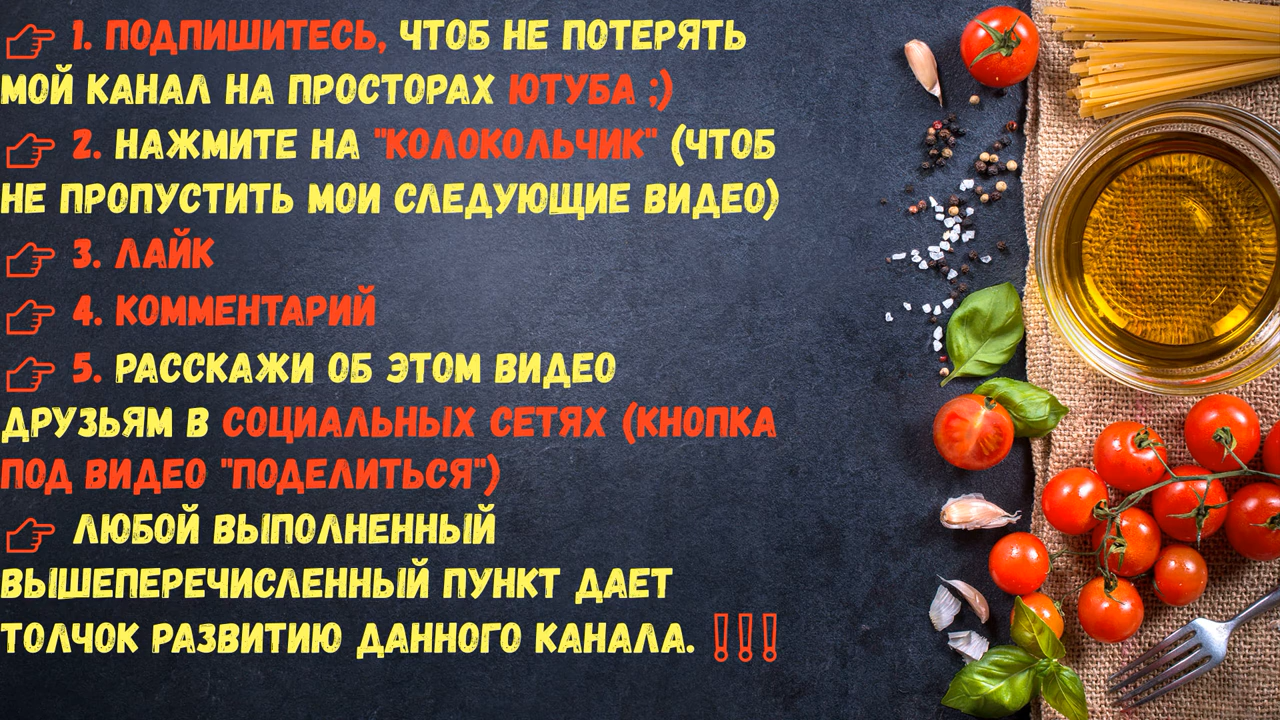 👉 1. ПОДПИШИТЕСЬ, ЧТОБ НЕ ПОТЕРЯТЬ
МОЙ КАНАЛ НА ПРОСТОРАХ ЮТУБА ;)
👉 2. НАЖМИТЕ НА "КОЛОКОЛЬЧИК" (ЧТОБ
НЕ ПРОПУСТИТЬ МОИ СЛЕДУЮЩИЕ ВИДЕО)
👉 3. ЛАЙК
👉 4. КОММЕНТАРИЙ
👉 5. РАССКАЖИ ОБ ЭТОМ ВИДЕО
ДРУЗЬЯМ В СОЦИАЛЬНЫХ СЕТЯХ (КНОПКА
ПОД ВИДЕО "ПОДЕЛИТЬСЯ")
👉 ЛЮБОЙ ВЫПОЛНЕННЫЙ
ВЫШЕПЕРЕЧИСЛЕННЫЙ ПУНКТ ДАЕТ
ТОЛЧОК РАЗВИТИЮ ДАННОГО КАНАЛА. ❗❗❗